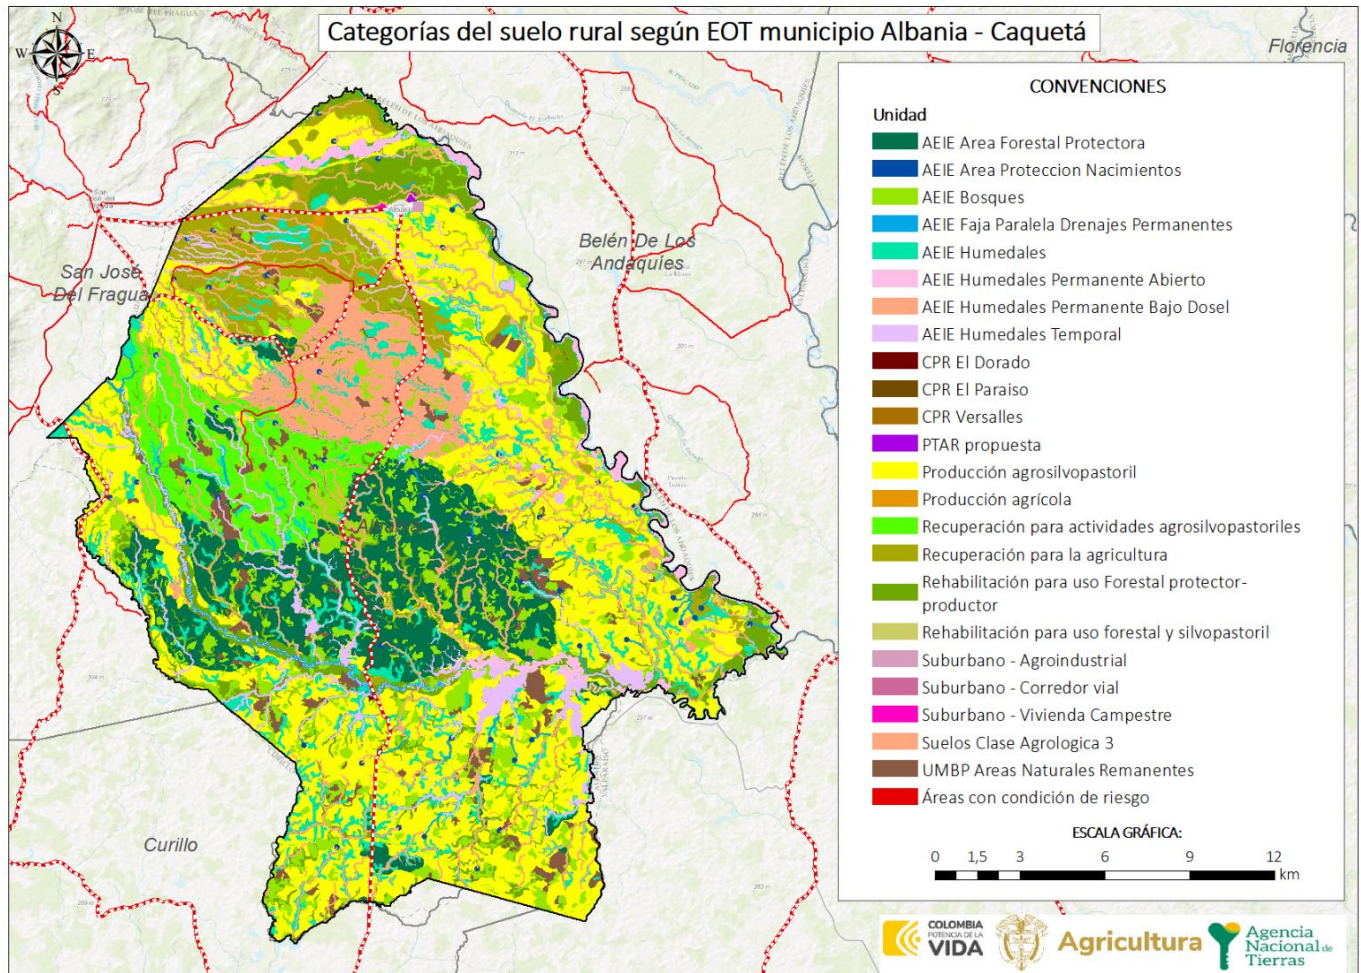 Categorías del suelo rural según EOT municipio Albania - Caquetá
N
W
E
S
Florencia
San José
Del Fragua
Belén De Los
Andaquíes
Curillo
CONVENCIONES
Unidad
AEIE Area Forestal Protectora
AEIE Area Proteccion Nacimientos
AEIE Bosques
AEIE Faja Paralela Drenajes Permanentes
AEIE Humedales
AEIE Humedales Permanente Abierto
AEIE Humedales Permanente Bajo Dosel
AEIE Humedales Temporal
CPR El Dorado
CPR El Paraiso
CPR Versalles
PTAR propuesta
Producción agrosilvopastoril
Producción agrícola
Recuperación para actividades agrosilvopastoriles
Recuperación para la agricultura
Rehabilitación para uso Forestal protector-
productor
Rehabilitación para uso forestal y silvopastoril
Suburbano - Agroindustrial
Suburbano - Corredor vial
Suburbano - Vivienda Campestre
Suelos Clase Agrologica 3
UMBP Areas Naturales Remanentes
Áreas con condición de riesgo
ESCALA GRÁFICA:
0 1,5 3 6 9 12
km
COLOMBIA
POTENCIA DE LA
VIDA
Agricultura
Agencia
Nacional de
Tierras